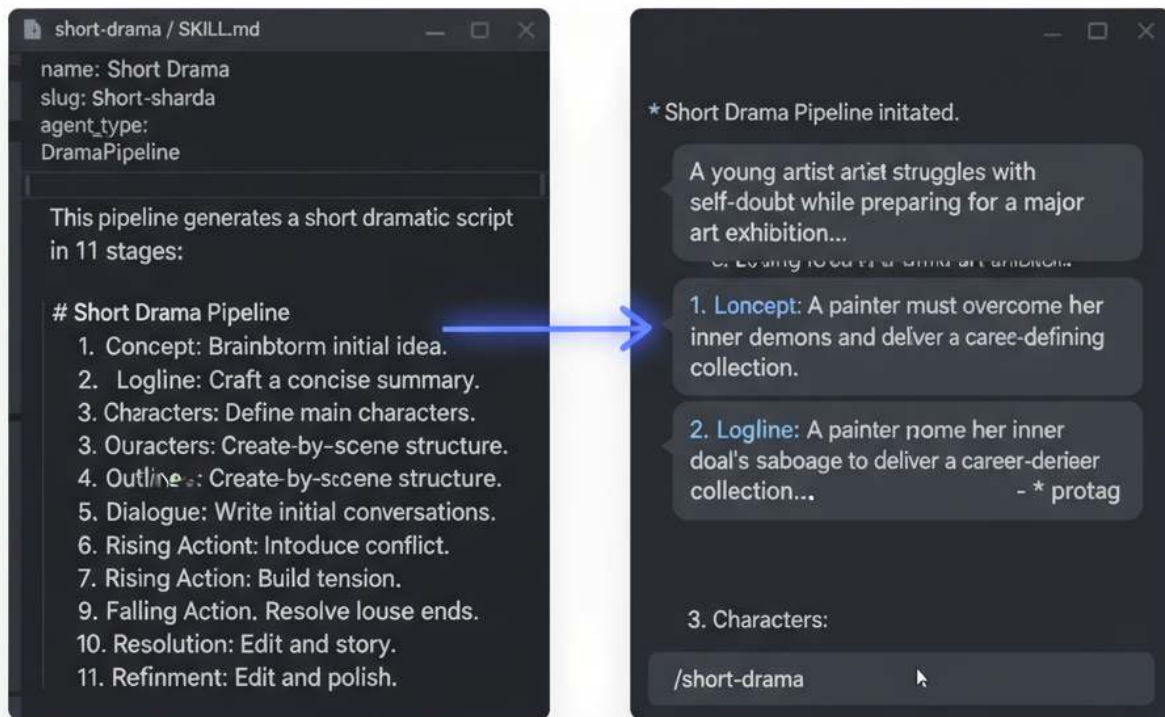 short-drama / SKILL.md
name: Short Drama
slug: Short-sharda
agent_type:
DramaPipeline
This pipeline generates a short dramatic script
in 11 stages:
# Short Drama Pipeline
1. Concept: Brainbtorm initial idea.
2. Logline: Craft a concise summary.
3. Characters: Define main characters.
3. Ouracters: Create-by-scene structure.
4. Outline: Create-by-sccene structure.
5. Dialogue: Write initial conversations.
6. Rising Actiont: Intoduce conflict.
7. Rising Action: Build tension.
9. Falling Action. Resolve louse ends.
10. Resolution: Edit and story.
11. Refinment: Edit and polish.
* Short Drama Pipeline initated.
A young artist artist struggles with
self-doubt while preparing for a major
art exhibition...
1. Loncept: A painter must overcome her
inner demons and deliver a caree-defining
collection.
2. Logline: A painter nome her inner
doal's saboage to deliver a career-derieer
collection... - * protag
3. Characters:
/short-drama